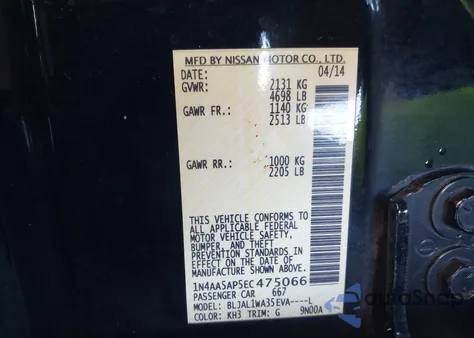 MFD BY NISSAN MOTOR CO., LTD.
DATE: 04/14
GVWR: 2131 KG
4698 LB
GAWR FR.: 1140 KG
2513 LB
GAWR RR.: 1000 KG
2205 LB
THIS VEHICLE CONFORMS TO
ALL APPLICABLE FEDERAL
MOTOR VEHICLE SAFETY,
BUMPER, AND THEFT
PREVENTION STANDARDS IN
EFFECT ON THE DATE OF
MANUFACTURE SHOWN ABOVE.
1N4AA5AP5EC475066
PASSENGER CAR 667
MODEL: BLJAL1WA35EVA----L
COLOR: KH3 TRIM: G 9N00A
autoSnap